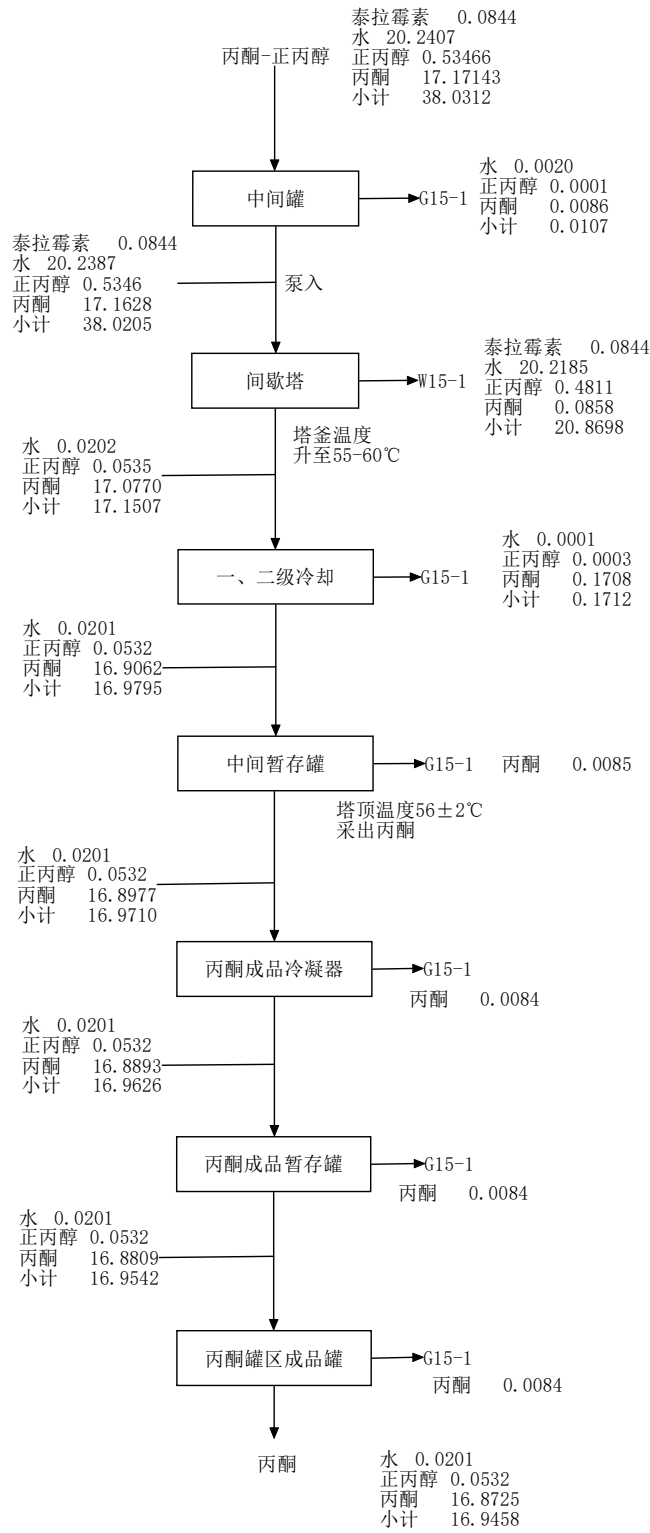 丙酮-正丙醇
泰拉霉素 0.0844
水 20.2407
正丙醇 0.53466
丙酮 17.17143
小计 38.0312
中间罐
G15-1
水 0.0020
正丙醇 0.0001
丙酮 0.0086
小计 0.0107
泰拉霉素 0.0844
水 20.2387
正丙醇 0.5346
丙酮 17.1628
小计 38.0205
泵入
间歇塔
W15-1
泰拉霉素 0.0844
水 20.2185
正丙醇 0.4811
丙酮 0.0858
小计 20.8698
塔釜温度
升至55-60℃
水 0.0202
正丙醇 0.0535
丙酮 17.0770
小计 17.1507
一、二级冷却
G15-1
水 0.0001
正丙醇 0.0003
丙酮 0.1708
小计 0.1712
水 0.0201
正丙醇 0.0532
丙酮 16.9062
小计 16.9795
中间暂存罐
G15-1
丙酮 0.0085
塔顶温度56±2℃
采出丙酮
水 0.0201
正丙醇 0.0532
丙酮 16.8977
小计 16.9710
丙酮成品冷凝器
G15-1
丙酮 0.0084
水 0.0201
正丙醇 0.0532
丙酮 16.8893
小计 16.9626
丙酮成品暂存罐
G15-1
丙酮 0.0084
水 0.0201
正丙醇 0.0532
丙酮 16.8809
小计 16.9542
丙酮罐区成品罐
G15-1
丙酮 0.0084
丙酮
水 0.0201
正丙醇 0.0532
丙酮 16.8725
小计 16.9458